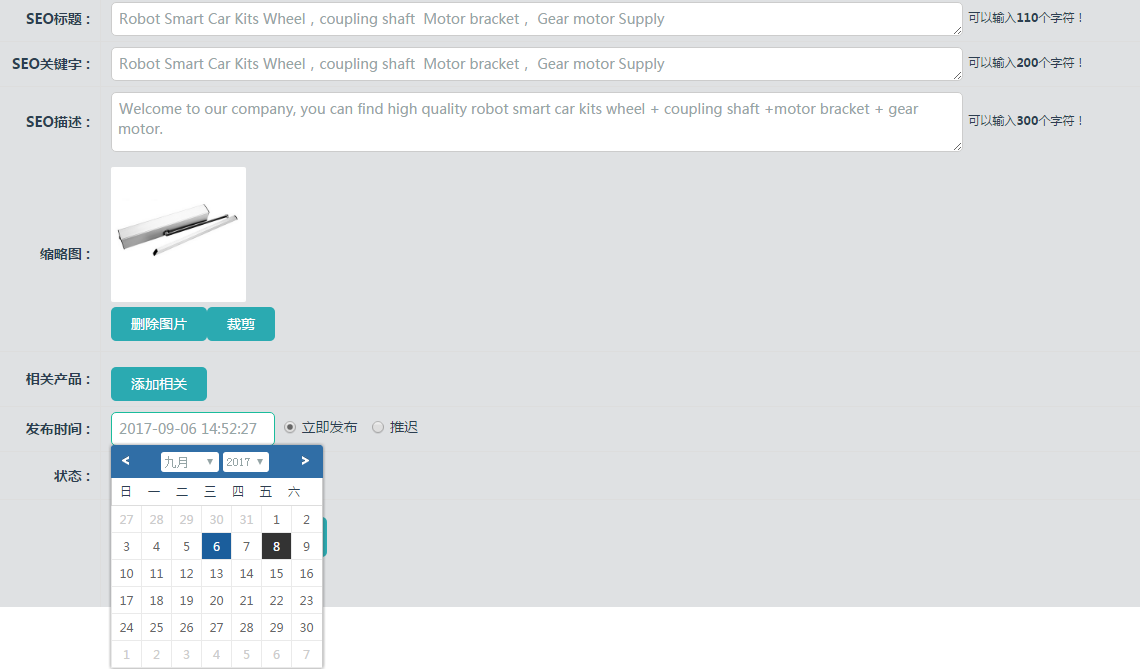 SEO标题： Robot Smart Car Kits Wheel , coupling shaft Motor bracket , Gear motor Supply 可以输入110个字符！
SEO关键字： Robot Smart Car Kits Wheel , coupling shaft Motor bracket , Gear motor Supply 可以输入200个字符！
SEO描述： Welcome to our company, you can find high quality robot smart car kits wheel + coupling shaft +motor bracket + gear 可以输入300个字符！
motor.
缩略图：
删除图片 裁剪
相关产品： 添加相关
发布时间： 2017-09-06 14:52:27 立即发布 推迟
< 九月 2017 >
状态：
日 一 二 三 四 五 六
27 28 29 30 31 1 2
3 4 5 6 7 8 9
10 11 12 13 14 15 16
17 18 19 20 21 22 23
24 25 26 27 28 29 30
1 2 3 4 5 6 7